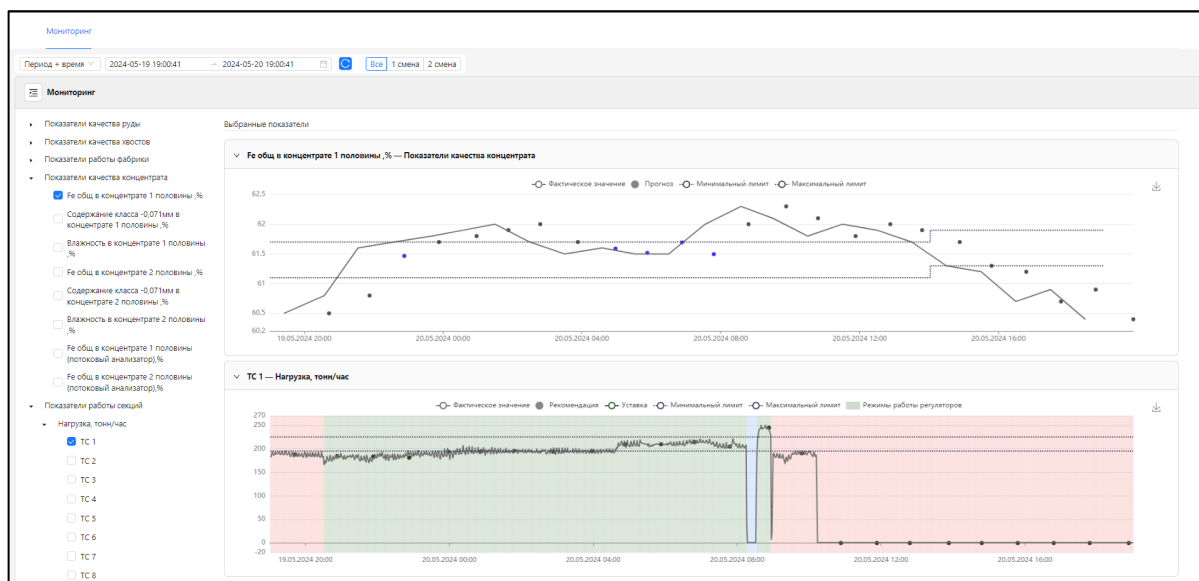 Мониторинг
Период + время 2024-05-19 19:00:41 → 2024-05-20 19:00:41 Все 1 смена 2 смена
Мониторинг
Показатели качества руды
Показатели качества хвостов
Показатели работы фабрики
Показатели качества концентрата
Fe общ в концентрате 1 половины ,%
Содержание класса -0,071мм в
концентрате 1 половины ,%
Влажность в концентрате 1 половины
,%
Fe общ в концентрате 2 половины ,%
Содержание класса -0,071мм в
концентрате 2 половины ,%
Влажность в концентрате 2 половины
,%
Fe общ в концентрате 1 половины
(потоковый анализатор),%
Fe общ в концентрате 2 половины
(потоковый анализатор),%
Показатели работы секций
Нагрузка, тонн/час
ТС 1
ТС 2
ТС 3
ТС 4
ТС 5
ТС 6
ТС 7
ТС 8
Выбранные показатели
Fe общ в концентрате 1 половины ,% — Показатели качества концентрата
Фактическое значение Прогноз Минимальный лимит Максимальный лимит
62.5
62
61.5
61
60.5
60.2
19.05.2024 20:00 20.05.2024 00:00 20.05.2024 04:00 20.05.2024 08:00 20.05.2024 12:00 20.05.2024 16:00
ТС 1 — Нагрузка, тонн/час
Фактическое значение Рекомендация Уставка Минимальный лимит Максимальный лимит Режимы работы регуляторов
270
250
200
150
100
50
0
-20
19.05.2024 20:00 20.05.2024 00:00 20.05.2024 04:00 20.05.2024 08:00 20.05.2024 12:00 20.05.2024 16:00